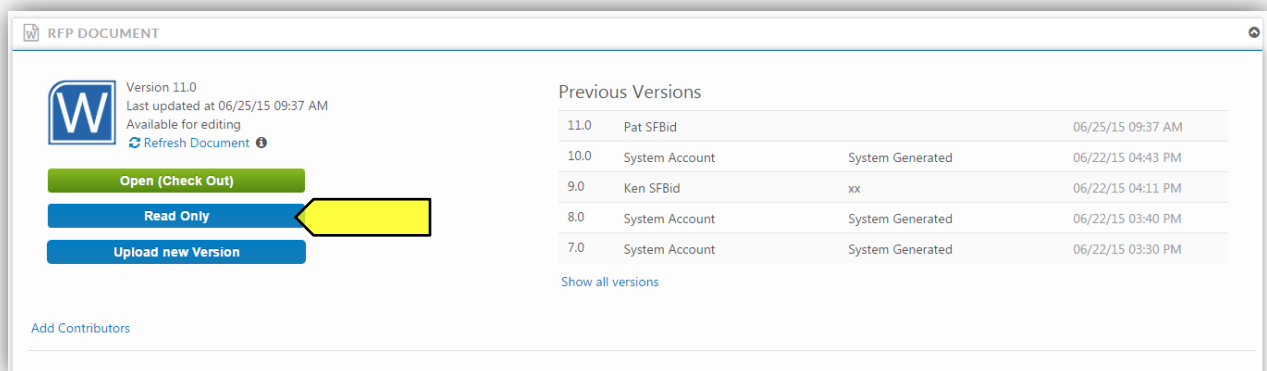 RFP DOCUMENT
Version 11.0
Last updated at 06/25/15 09:37 AM
Available for editing
Refresh Document
Open (Check Out)
Read Only
Upload new Version
Previous Versions
11.0 Pat SFBid 06/25/15 09:37 AM
10.0 System Account System Generated 06/22/15 04:43 PM
9.0 Ken SFBid xx 06/22/15 04:11 PM
8.0 System Account System Generated 06/22/15 03:40 PM
7.0 System Account System Generated 06/22/15 03:30 PM
Show all versions
Add Contributors